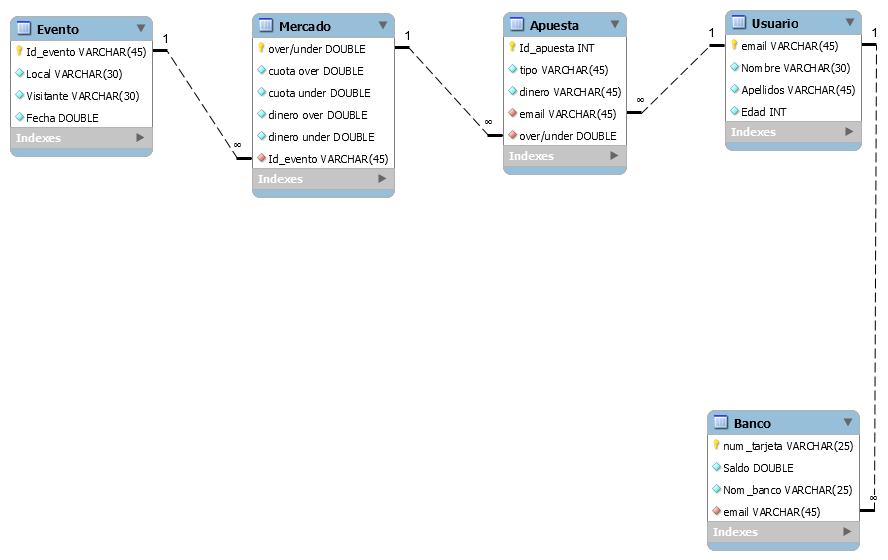 Evento
Id_evento VARCHAR(45)
Local VARCHAR(30)
Visitante VARCHAR(30)
Fecha DOUBLE
Indexes
1
∞
Mercado
over/under DOUBLE
cuota over DOUBLE
cuota under DOUBLE
dinero over DOUBLE
dinero under DOUBLE
Id_evento VARCHAR(45)
Indexes
1
∞
Apuesta
Id_apuesta INT
tipo VARCHAR(45)
dinero VARCHAR(45)
email VARCHAR(45)
over/under DOUBLE
Indexes
∞
1
Usuario
email VARCHAR(45)
Nombre VARCHAR(30)
Apellidos VARCHAR(45)
Edad INT
Indexes
1
∞
Banco
num_tarjeta VARCHAR(25)
Saldo DOUBLE
Nom_banco VARCHAR(25)
email VARCHAR(45)
Indexes